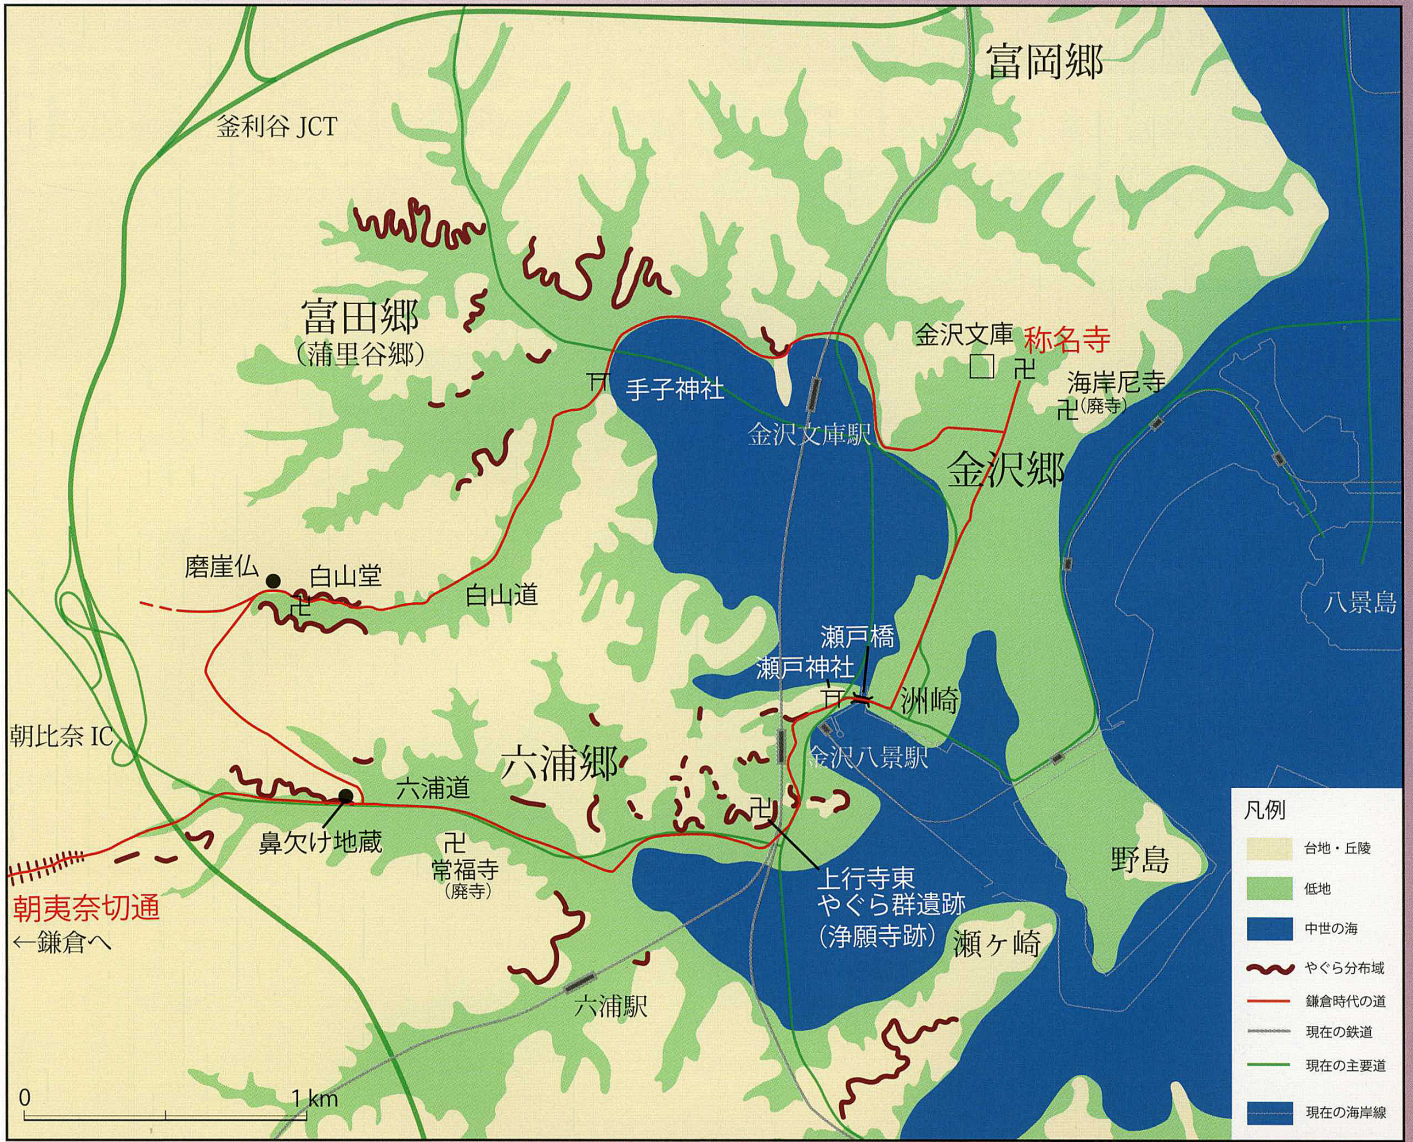 富岡郷
釜利谷 JCT
富田郷
(蒲里谷郷)
金沢文庫
称名寺
卍
海岸尼寺
卍(廃寺)
手子神社
金沢文庫駅
金沢郷
磨崖仏
白山堂
卍
白山道
八景島
瀬戸橋
瀬戸神社
洲崎
朝比奈 IC
六浦郷
金沢八景駅
六浦道
卍
鼻欠け地蔵
卍
常福寺
(廃寺)
野島
上行寺東
やぐら群遺跡
(浄願寺跡)
朝夷奈切通
←鎌倉へ
瀬ヶ崎
六浦駅
0
1 km
凡例
台地・丘陵
低地
中世の海
やぐら分布域
鎌倉時代の道
現在の鉄道
現在の主要道
現在の海岸線